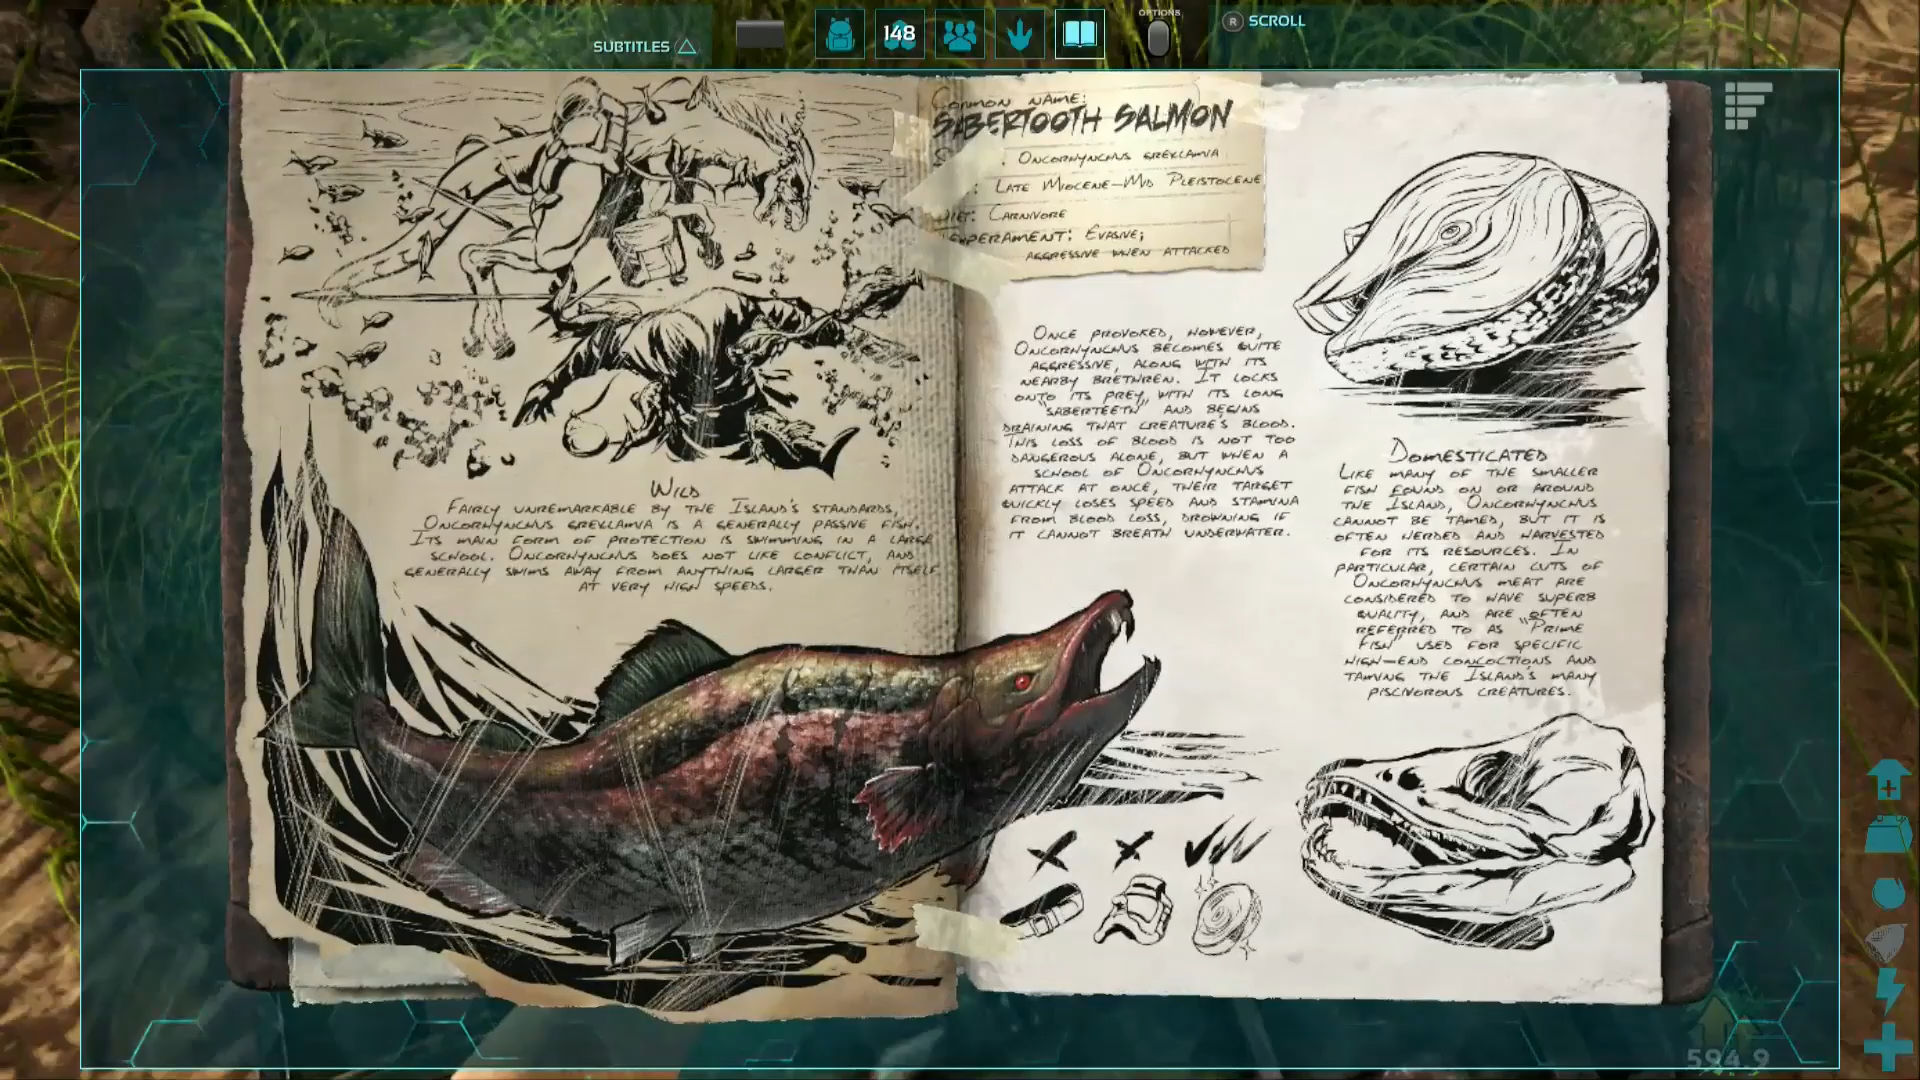 SUBTITLES
148
OPTIONS
R SCROLL
COMMON NAME:
SABERTOOTH SALMON
ONCORHYNCHUS GREKLAMIA
: LATE MIOCENE-MID PLEISTOCENE
: CARNIVORE
: EVASIVE;
AGGRESSIVE WHEN ATTACKED
WILD
FAIRLY UNREMARKABLE BY THE ISLAND'S STANDARDS,
ONCORHYNCHUS GREKLAMIA IS A GENERALLY PASSIVE FISH.
ITS MAIN FORM OF PROTECTION IS SWIMMING IN A LARGE
SCHOOL. ONCORHYNCHUS DOES NOT LIKE CONFLICT, AND
GENERALLY SWIMS AWAY FROM ANYTHING LARGER THAN ITSELF
AT VERY HIGH SPEEDS.
ONCE PROVOKED, HOWEVER,
ONCORHYNCHUS BECOMES QUITE
AGGRESSIVE, ALONG WITH ITS
NEARBY BRETHREN. IT LOCKS
ONTO ITS PREY, WITH ITS LONG
"SABERTEETH" AND BEGINS
DRAINING THAT CREATURE'S BLOOD.
THIS LOSS OF BLOOD IS NOT TOO
DANGEROUS ALONE, BUT WHEN A
SCHOOL OF ONCORHYNCHUS
ATTACK AT ONCE, THEIR TARGET
QUICKLY LOSES SPEED AND STAMINA
FROM BLOOD LOSS, DROWNING IF
IT CANNOT BREATH UNDERWATER.
DOMESTICATED
LIKE MANY OF THE SMALLER
FISH FOUND ON OR AROUND
THE ISLAND, ONCORHYNCHUS
CANNOT BE TAMED, BUT IT IS
OFTEN HERDED AND HARVESTED
FOR ITS RESOURCES. IN
PARTICULAR, CERTAIN CUTS OF
ONCORHYNCHUS MEAT ARE
CONSIDERED TO HAVE SUPERB
QUALITY, AND ARE OFTEN
REFERRED TO AS "PRIME
FISH" USED FOR SPECIFIC
HIGH-END CONCOCTIONS AND
TAMING THE ISLAND'S MANY
PISCIVOROUS CREATURES.
594.9